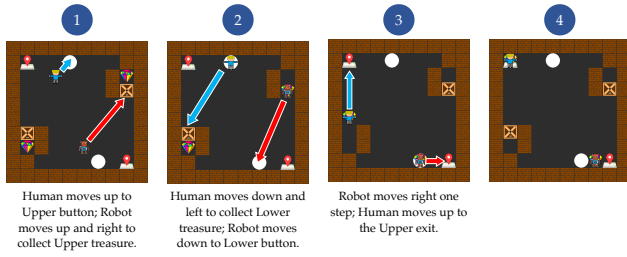 1
2
3
4
Human moves up to
Upper button; Robot
moves up and right to
collect Upper treasure.
Human moves down and
left to collect Lower
treasure; Robot moves
down to Lower button.
Robot moves right one
step; Human moves up to
the Upper exit.